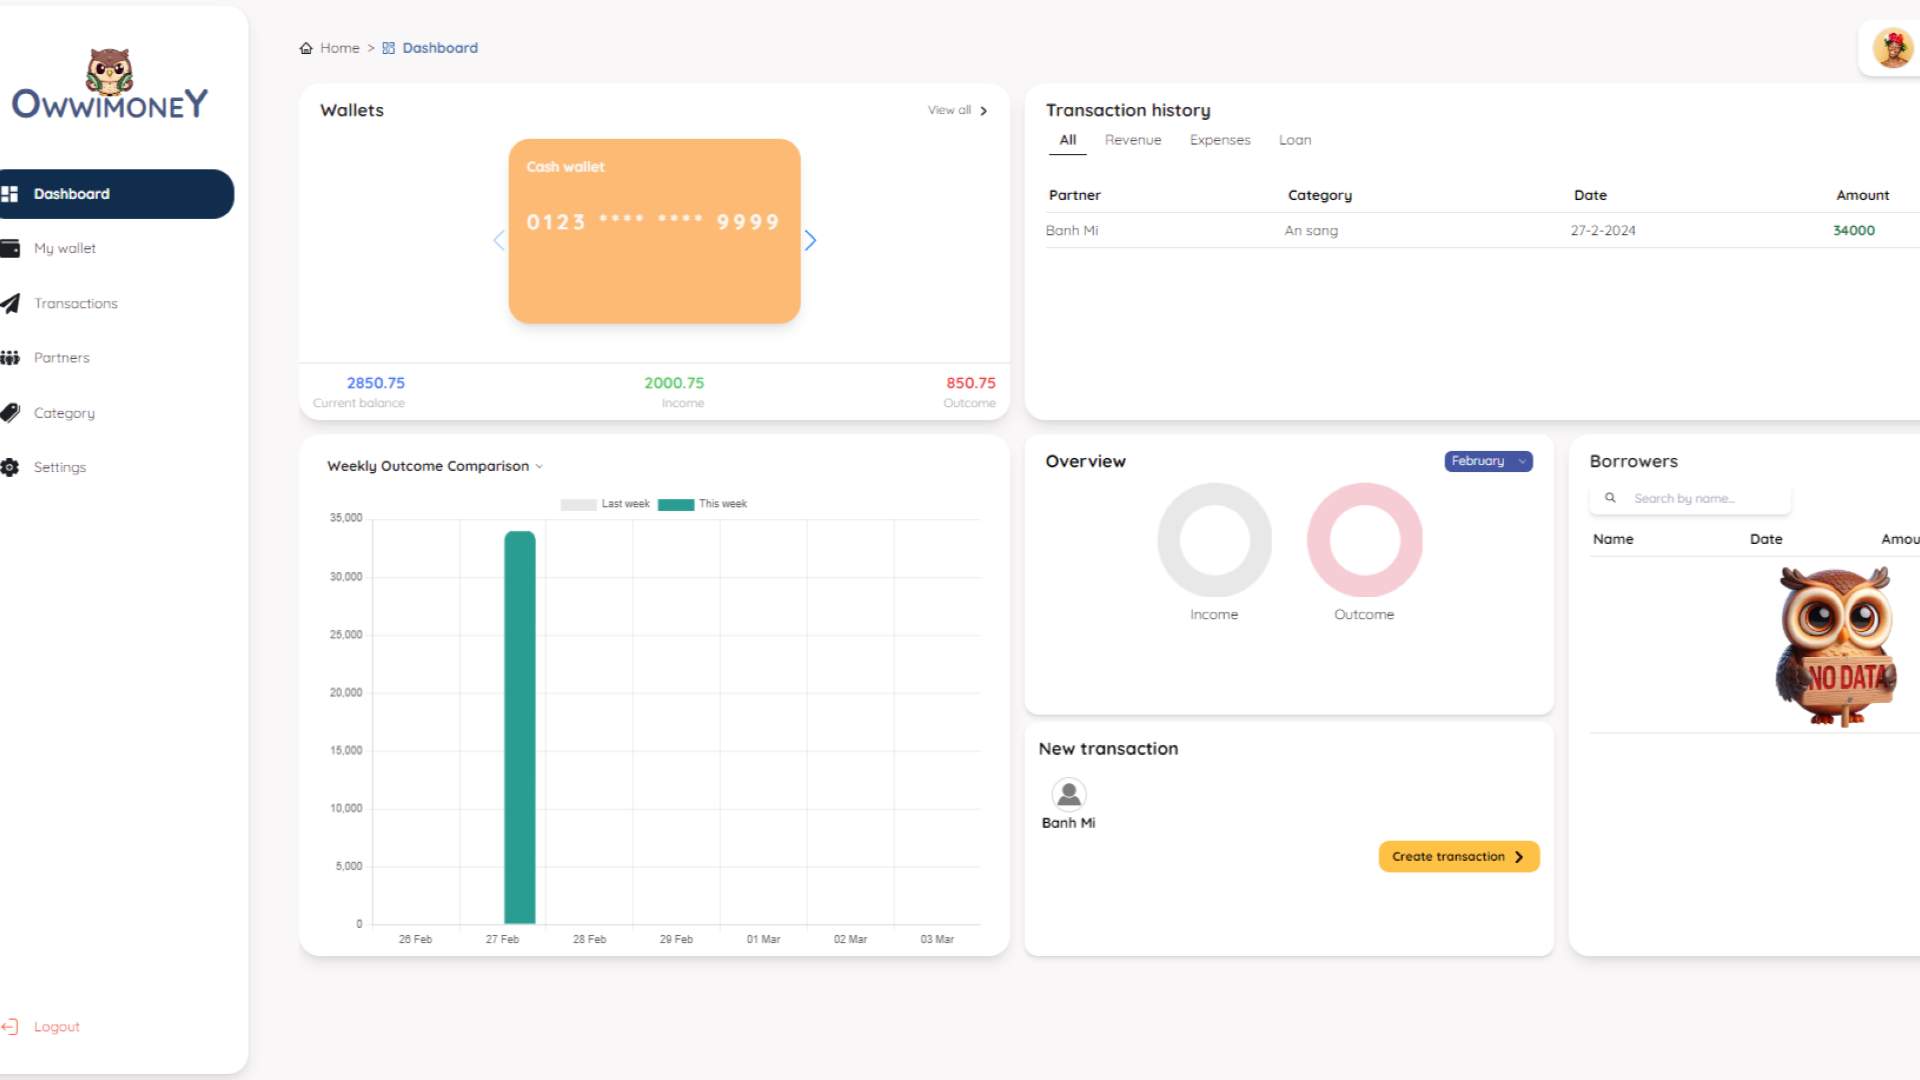 OWWIMONEY
Dashboard
My wallet
Transactions
Partners
Category
Settings
Logout
Home > Dashboard
Wallets
View all
Cash wallet
0123 **** **** 9999
2850.75
Current balance
2000.75
Income
850.75
Outcome
Transaction history
All Revenue Expenses Loan
Partner Category Date Amount
Banh Mi An sang 27-2-2024 34000
Weekly Outcome Comparison
Last week This week
35,000
30,000
25,000
20,000
15,000
10,000
5,000
0
26 Feb 27 Feb 28 Feb 29 Feb 01 Mar 02 Mar 03 Mar
Overview
February
Income Outcome
New transaction
Banh Mi
Create transaction
Borrowers
Search by name...
Name Date Amou
NO DATA